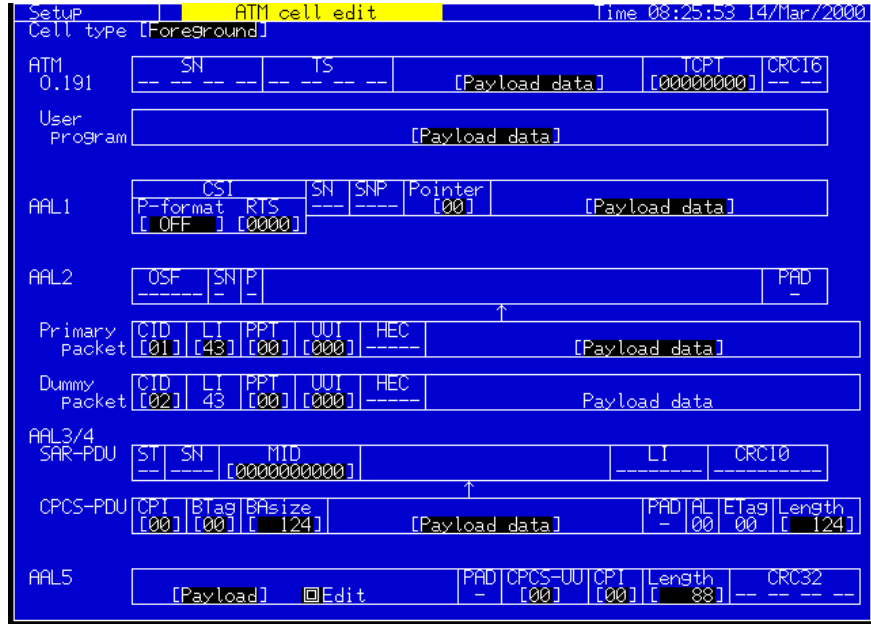 Setup ATM cell edit Time 08:25:53 14/Mar/2000
Cell type [Foreground]
ATM SN TS TCPT CRC16
O.191 -- -- -- -- -- -- -- [Payload data] [00000000] -- --
User
Program [Payload data]
CSI SN SNP Pointer
AAL1 P-format RTS --- ---- [00] [Payload data]
[ OFF ] [0000]
AAL2 OSF SN P PAD
------ - - -
↑
Primary CID LI PPT UUI HEC
Packet [01] [43] [00] [000] ----- [Payload data]
Dummy CID LI PPT UUI HEC
Packet [02] 43 [00] [000] ----- Payload data
AAL3/4
SAR-PDU ST SN MID LI CRC10
-- ---- [0000000000] ------ ----------
↑
CPCS-PDU CPI BTag BAsize PAD AL ETag Length
[00] [00] [ 124] [Payload data] - 00 00 [ 124]
AAL5 PAD CPCS-UU CPI Length CRC32
[Payload] Edit - [00] [00] [ 88] -- -- -- --